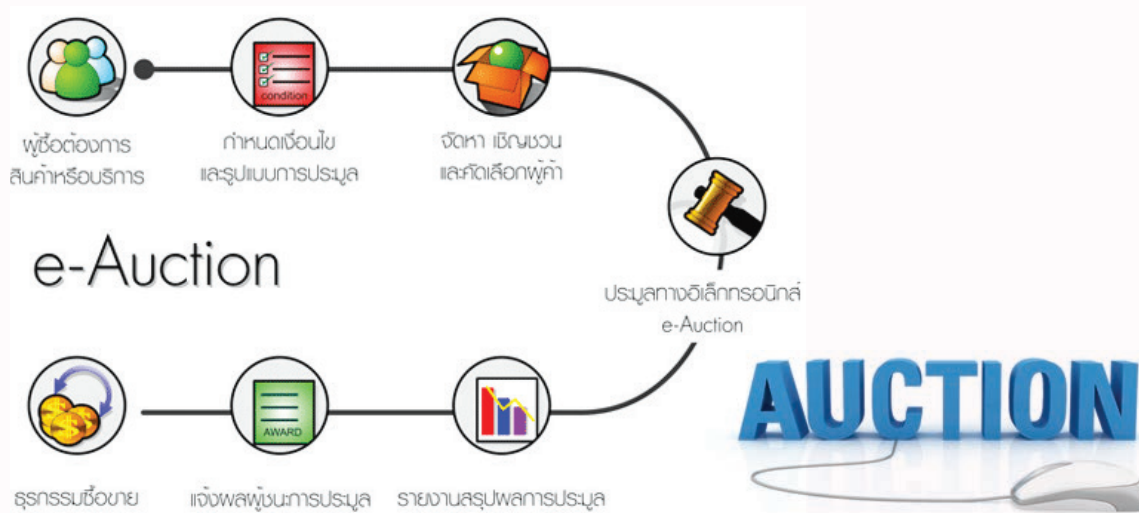 condition
ผู้ซื้อต้องการ
สินค้าหรือบริการ
กำหนดเงื่อนไข
และรูปแบบการประมูล
จัดหา เชิญชวน
และคัดเลือกผู้ค้า
e-Auction
ประมูลทางอิเล็กทรอนิกส์
e-Auction
AUCTION
AWARD
ธุรกรรมซื้อขาย
แจ้งผลผู้ชนะการประมูล
รายงานสรุปผลการประมูล